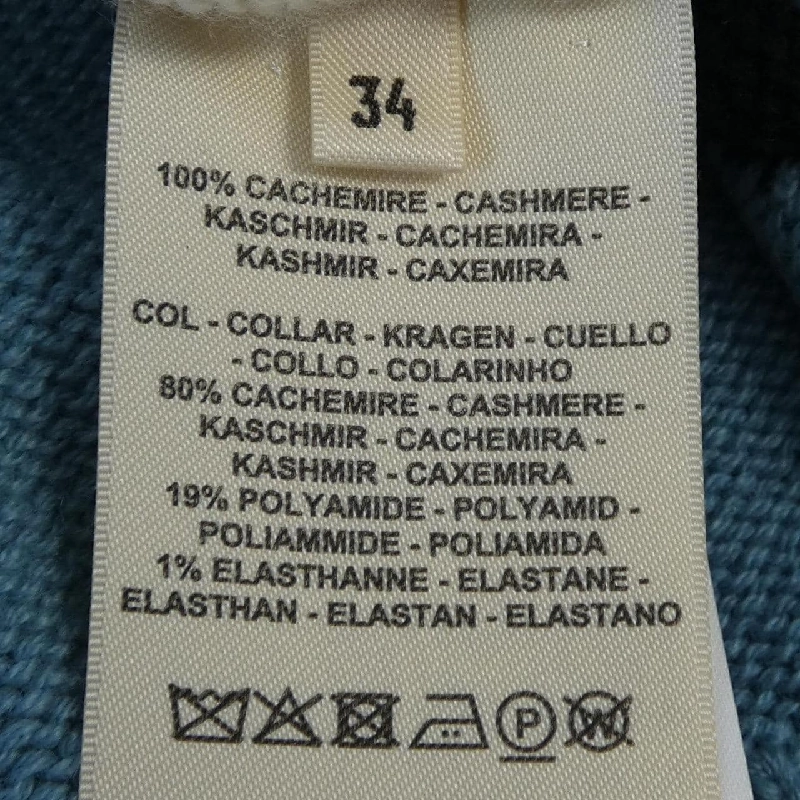 34
100% CACHEMIRE - CASHMERE -
KASCHMIR - CACHEMIRA -
KASHMIR - CAXEMIRA
COL - COLLAR - KRAGEN - CUELLO
- COLLO - COLARINHO
80% CACHEMIRE - CASHMERE -
KASCHMIR - CACHEMIRA -
KASHMIR - CAXEMIRA
19% POLYAMIDE - POLYAMID -
POLIAMMIDE - POLIAMIDA
1% ELASTHANNE - ELASTANE -
ELASTHAN - ELASTAN - ELASTANO
P W